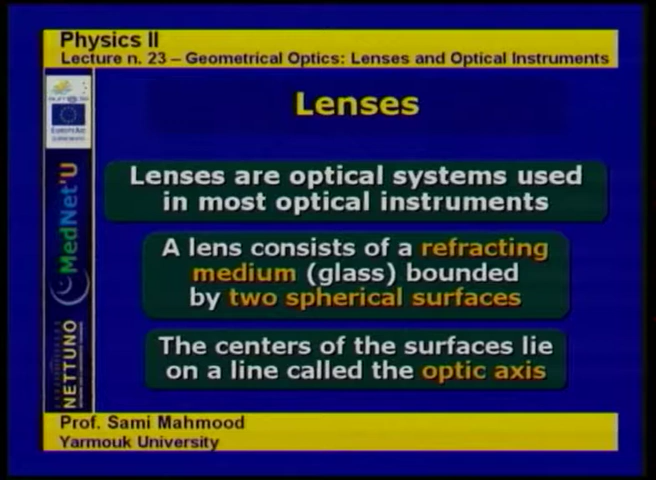 Physics II
Lecture n. 23 – Geometrical Optics: Lenses and Optical Instruments
Lenses
Lenses are optical systems used
in most optical instruments
A lens consists of a refracting
medium (glass) bounded
by two spherical surfaces
The centers of the surfaces lie
on a line called the optic axis
MedNet'U
NETTUNO
Prof. Sami Mahmood
Yarmouk University